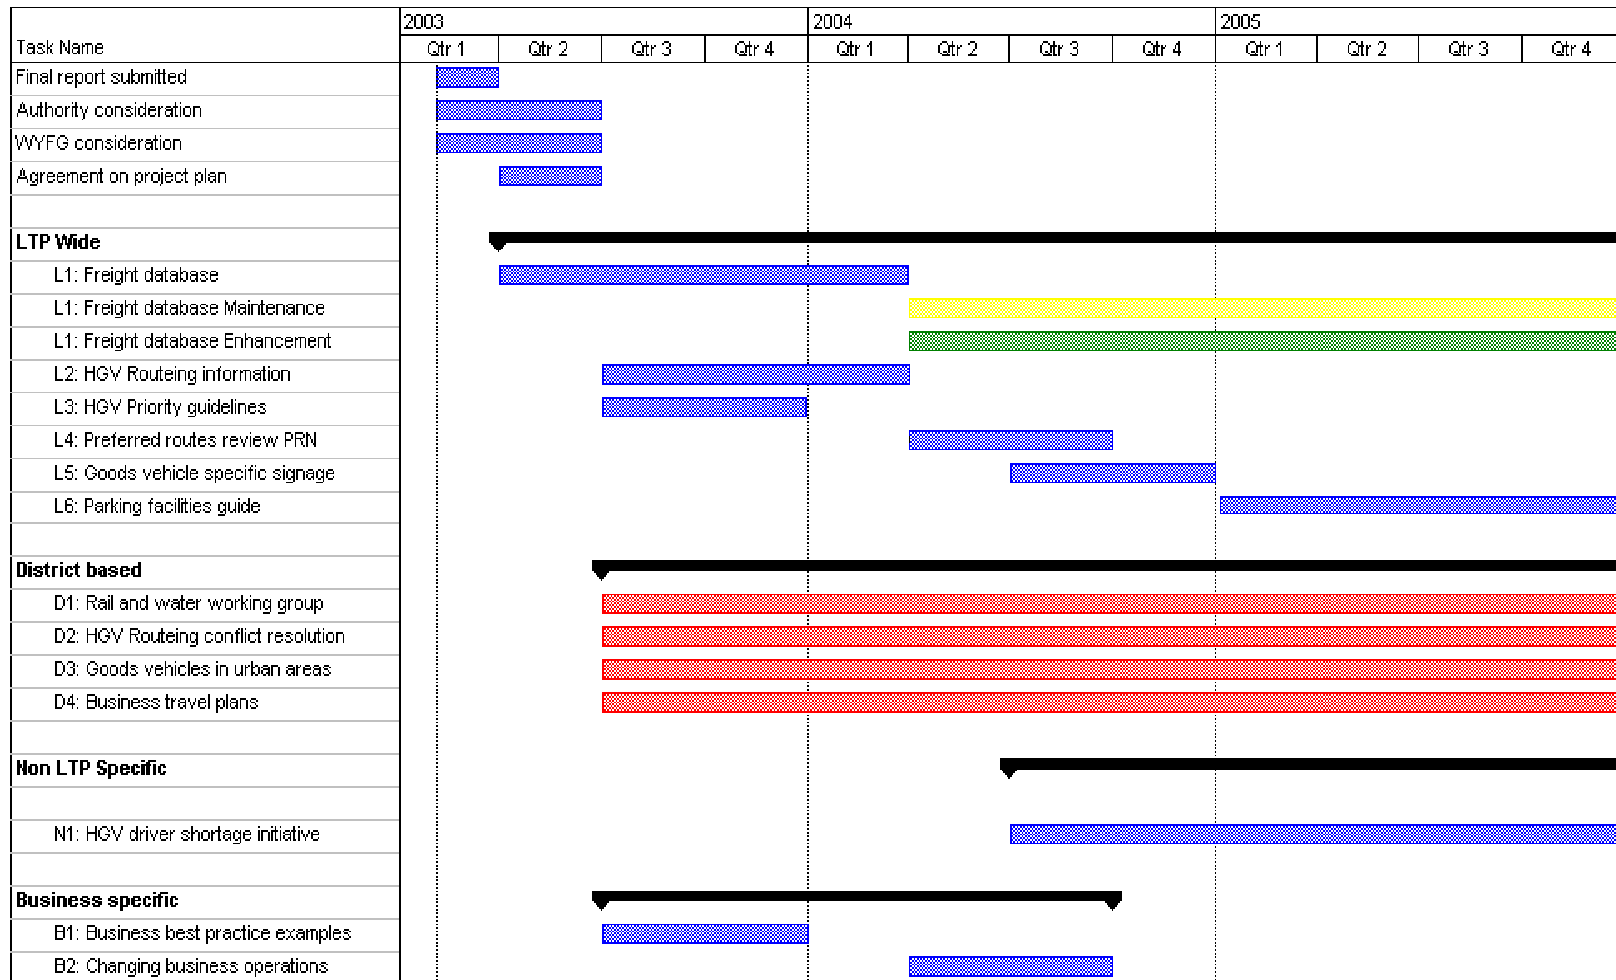 2003 2004 2005
Task Name Qtr 1 Qtr 2 Qtr 3 Qtr 4 Qtr 1 Qtr 2 Qtr 3 Qtr 4 Qtr 1 Qtr 2 Qtr 3 Qtr 4
Final report submitted
Authority consideration
WYFG consideration
Agreement on project plan
LTP Wide
L1: Freight database
L1: Freight database Maintenance
L1: Freight database Enhancement
L2: HGV Routeing information
L3: HGV Priority guidelines
L4: Preferred routes review PRN
L5: Goods vehicle specific signage
L6: Parking facilities guide
District based
D1: Rail and water working group
D2: HGV Routeing conflict resolution
D3: Goods vehicles in urban areas
D4: Business travel plans
Non LTP Specific
N1: HGV driver shortage initiative
Business specific
B1: Business best practice examples
B2: Changing business operations